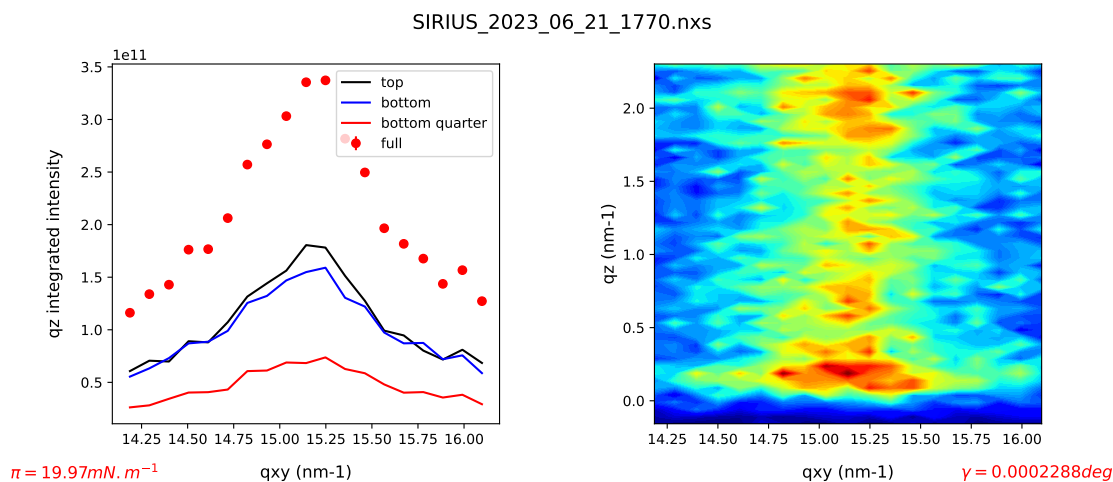 SIRIUS_2023_06_21_1770.nxs
1e11
3.5
3.0
2.5
2.0
1.5
1.0
0.5
qz integrated intensity
top
bottom
bottom quarter
full
14.25 14.50 14.75 15.00 15.25 15.50 15.75 16.00
qxy (nm-1)
π = 19.97mN.m⁻¹
2.0
1.5
1.0
0.5
0.0
qz (nm-1)
14.25 14.50 14.75 15.00 15.25 15.50 15.75 16.00
qxy (nm-1)
γ = 0.0002288deg